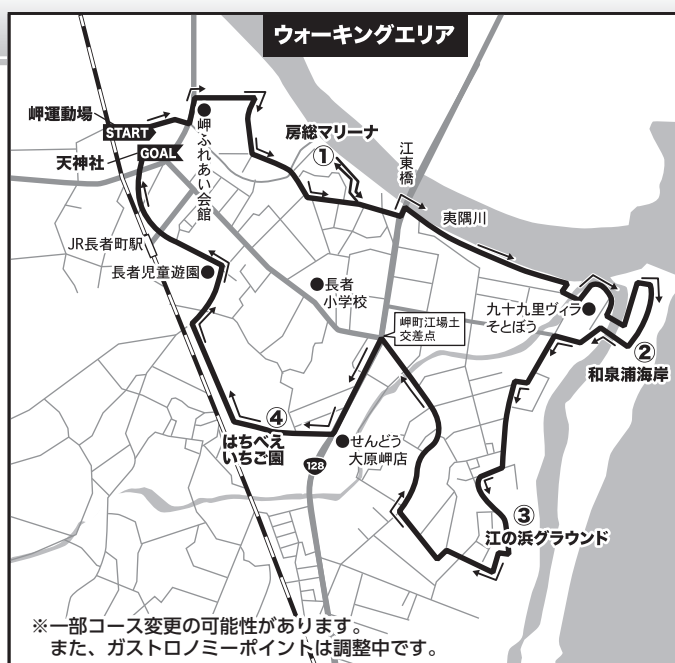 ウォーキングエリア
岬運動場
START
天神社
GOAL
岬ふれあい会館
房総マリーナ
①
江東橋
夷隅川
JR長者町駅
長者児童遊園
長者
小学校
岬町江場土
交差点
九十九里ヴィラ
そとぼう
②
和泉浦海岸
④
はちべえ
いちご園
せんどう
大原岬店
128
③
江の浜グラウンド
※一部コース変更の可能性があります。
また、ガストロノミーポイントは調整中です。